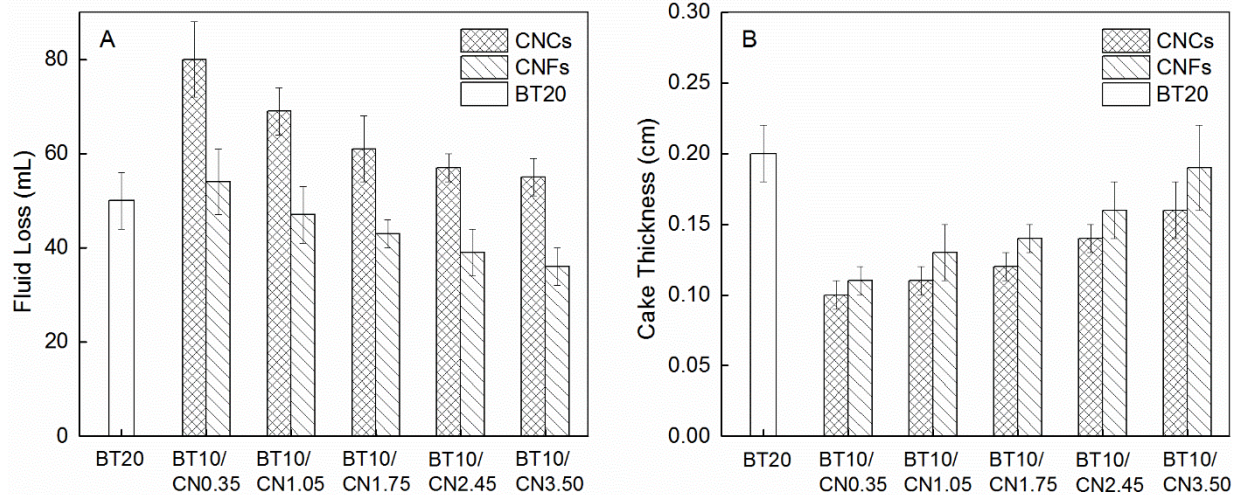 A
CNCs
CNFs
BT20
Fluid Loss (mL)
80
60
40
20
0
BT20
BT10/
CN0.35
BT10/
CN1.05
BT10/
CN1.75
BT10/
CN2.45
BT10/
CN3.50
B
CNCs
CNFs
BT20
Cake Thickness (cm)
0.30
0.25
0.20
0.15
0.10
0.05
0.00
BT20
BT10/
CN0.35
BT10/
CN1.05
BT10/
CN1.75
BT10/
CN2.45
BT10/
CN3.50